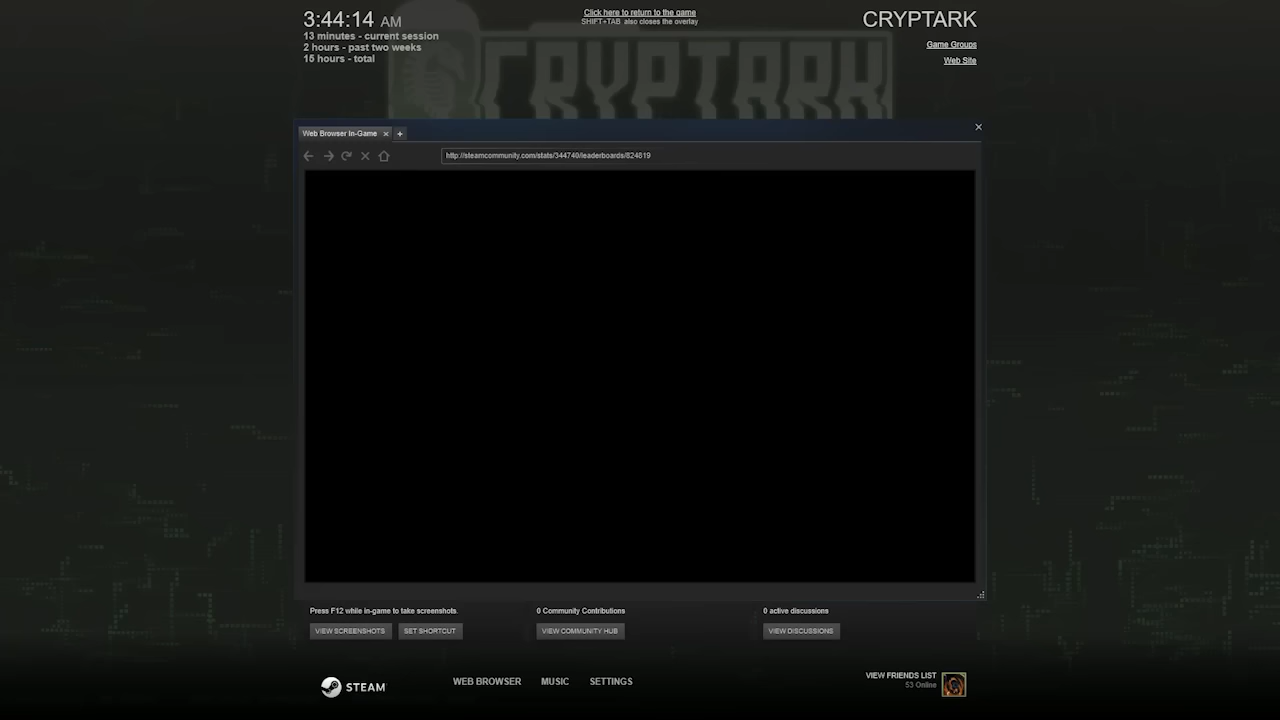 3:44:14 AM
13 minutes - current session
2 hours - past two weeks
15 hours - total
Click here to return to the game
SHIFT+TAB also closes the overlay
CRYPTARK
Game Groups
Web Site
CRYPTARK
Web Browser In-Game
http://steamcommunity.com/stats/344740/leaderboards/824819
Press F12 while in-game to take screenshots.
VIEW SCREENSHOTS
SET SHORTCUT
0 Community Contributions
VIEW COMMUNITY HUB
0 active discussions
VIEW DISCUSSIONS
STEAM
WEB BROWSER
MUSIC
SETTINGS
VIEW FRIENDS LIST
53 Online